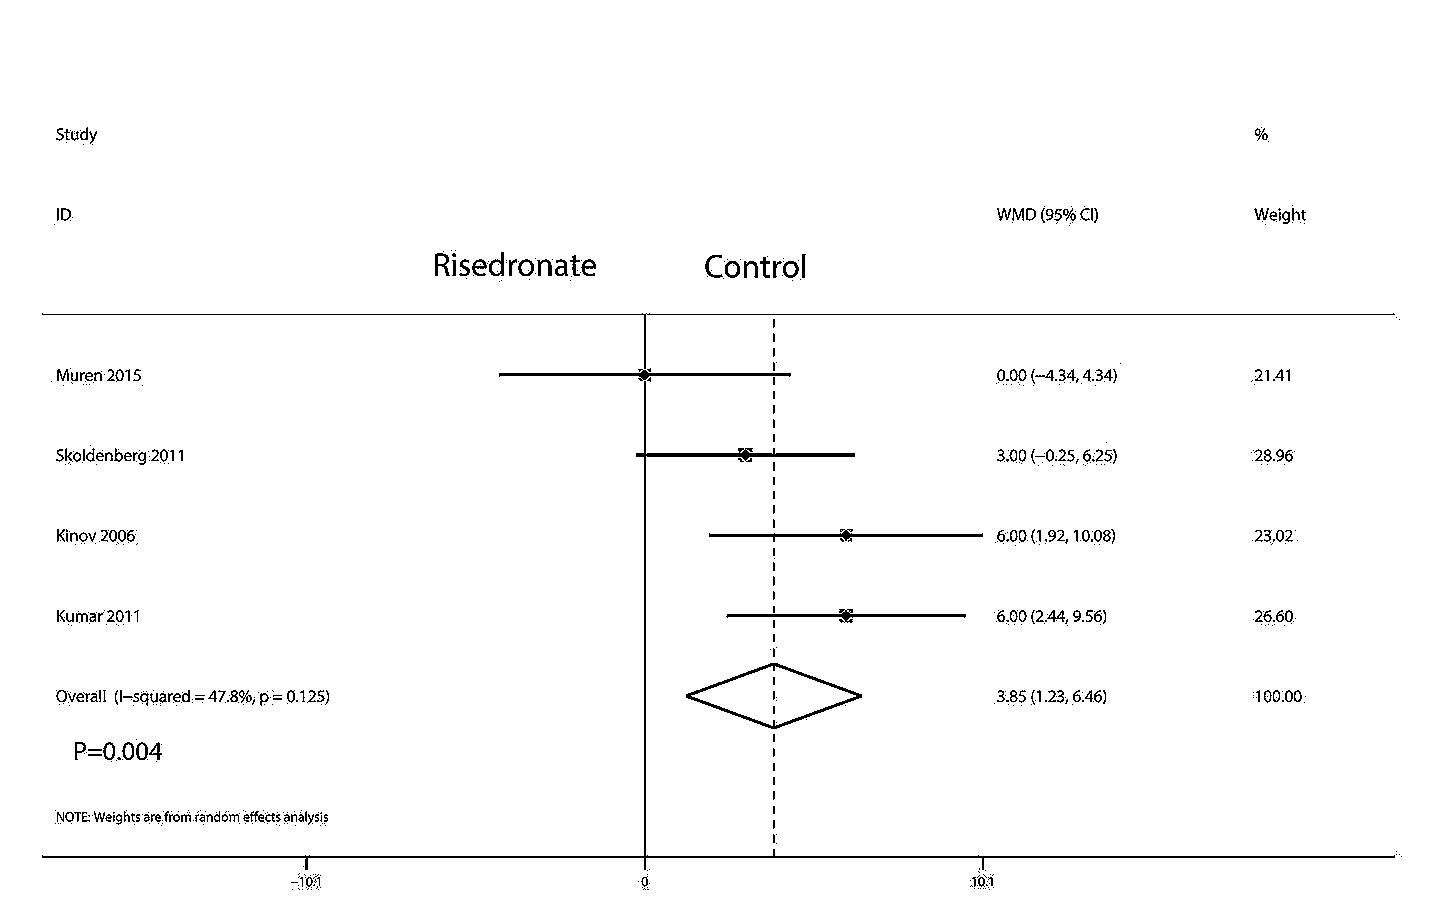 Study %
ID WMD (95% CI) Weight
Risedronate Control
Muren 2015 0.00 (−4.34, 4.34) 21.41
Skoldenberg 2011 3.00 (−0.25, 6.25) 28.96
Kinov 2006 6.00 (1.92, 10.08) 23.02
Kumar 2011 6.00 (2.44, 9.56) 26.60
Overall (I−squared = 47.8%, p = 0.125) 3.85 (1.23, 6.46) 100.00
P=0.004
NOTE: Weights are from random effects analysis
−10.1 0 10.1